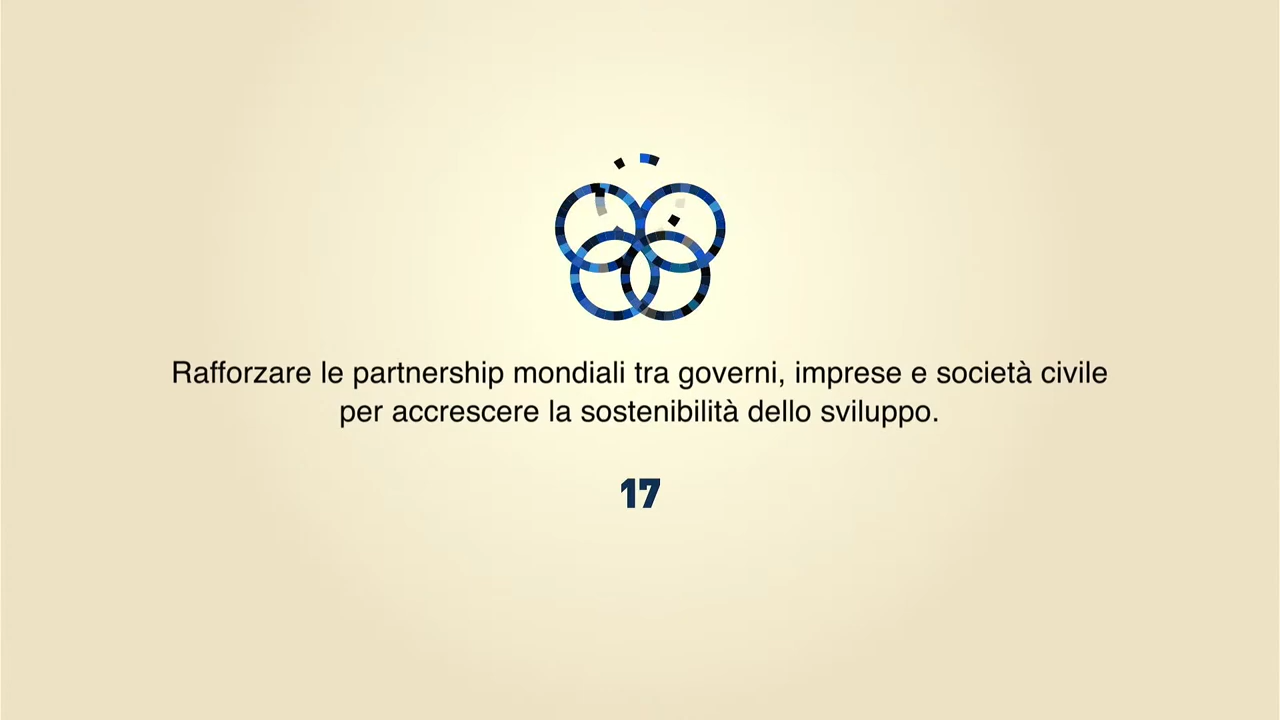 Rafforzare le partnership mondiali tra governi, imprese e società civile
per accrescere la sostenibilità dello sviluppo.
17